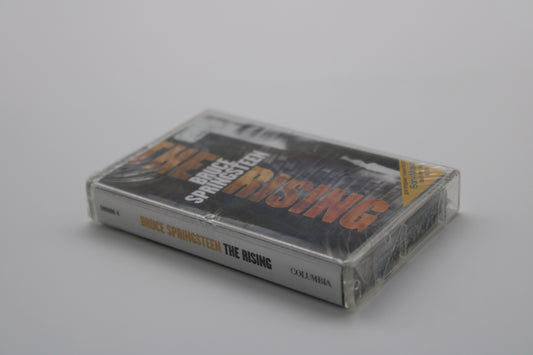 THE
BRUCE
SPRINGSTEEN
RISING
BRUCE SPRINGSTEEN THE RISING
COLUMBIA